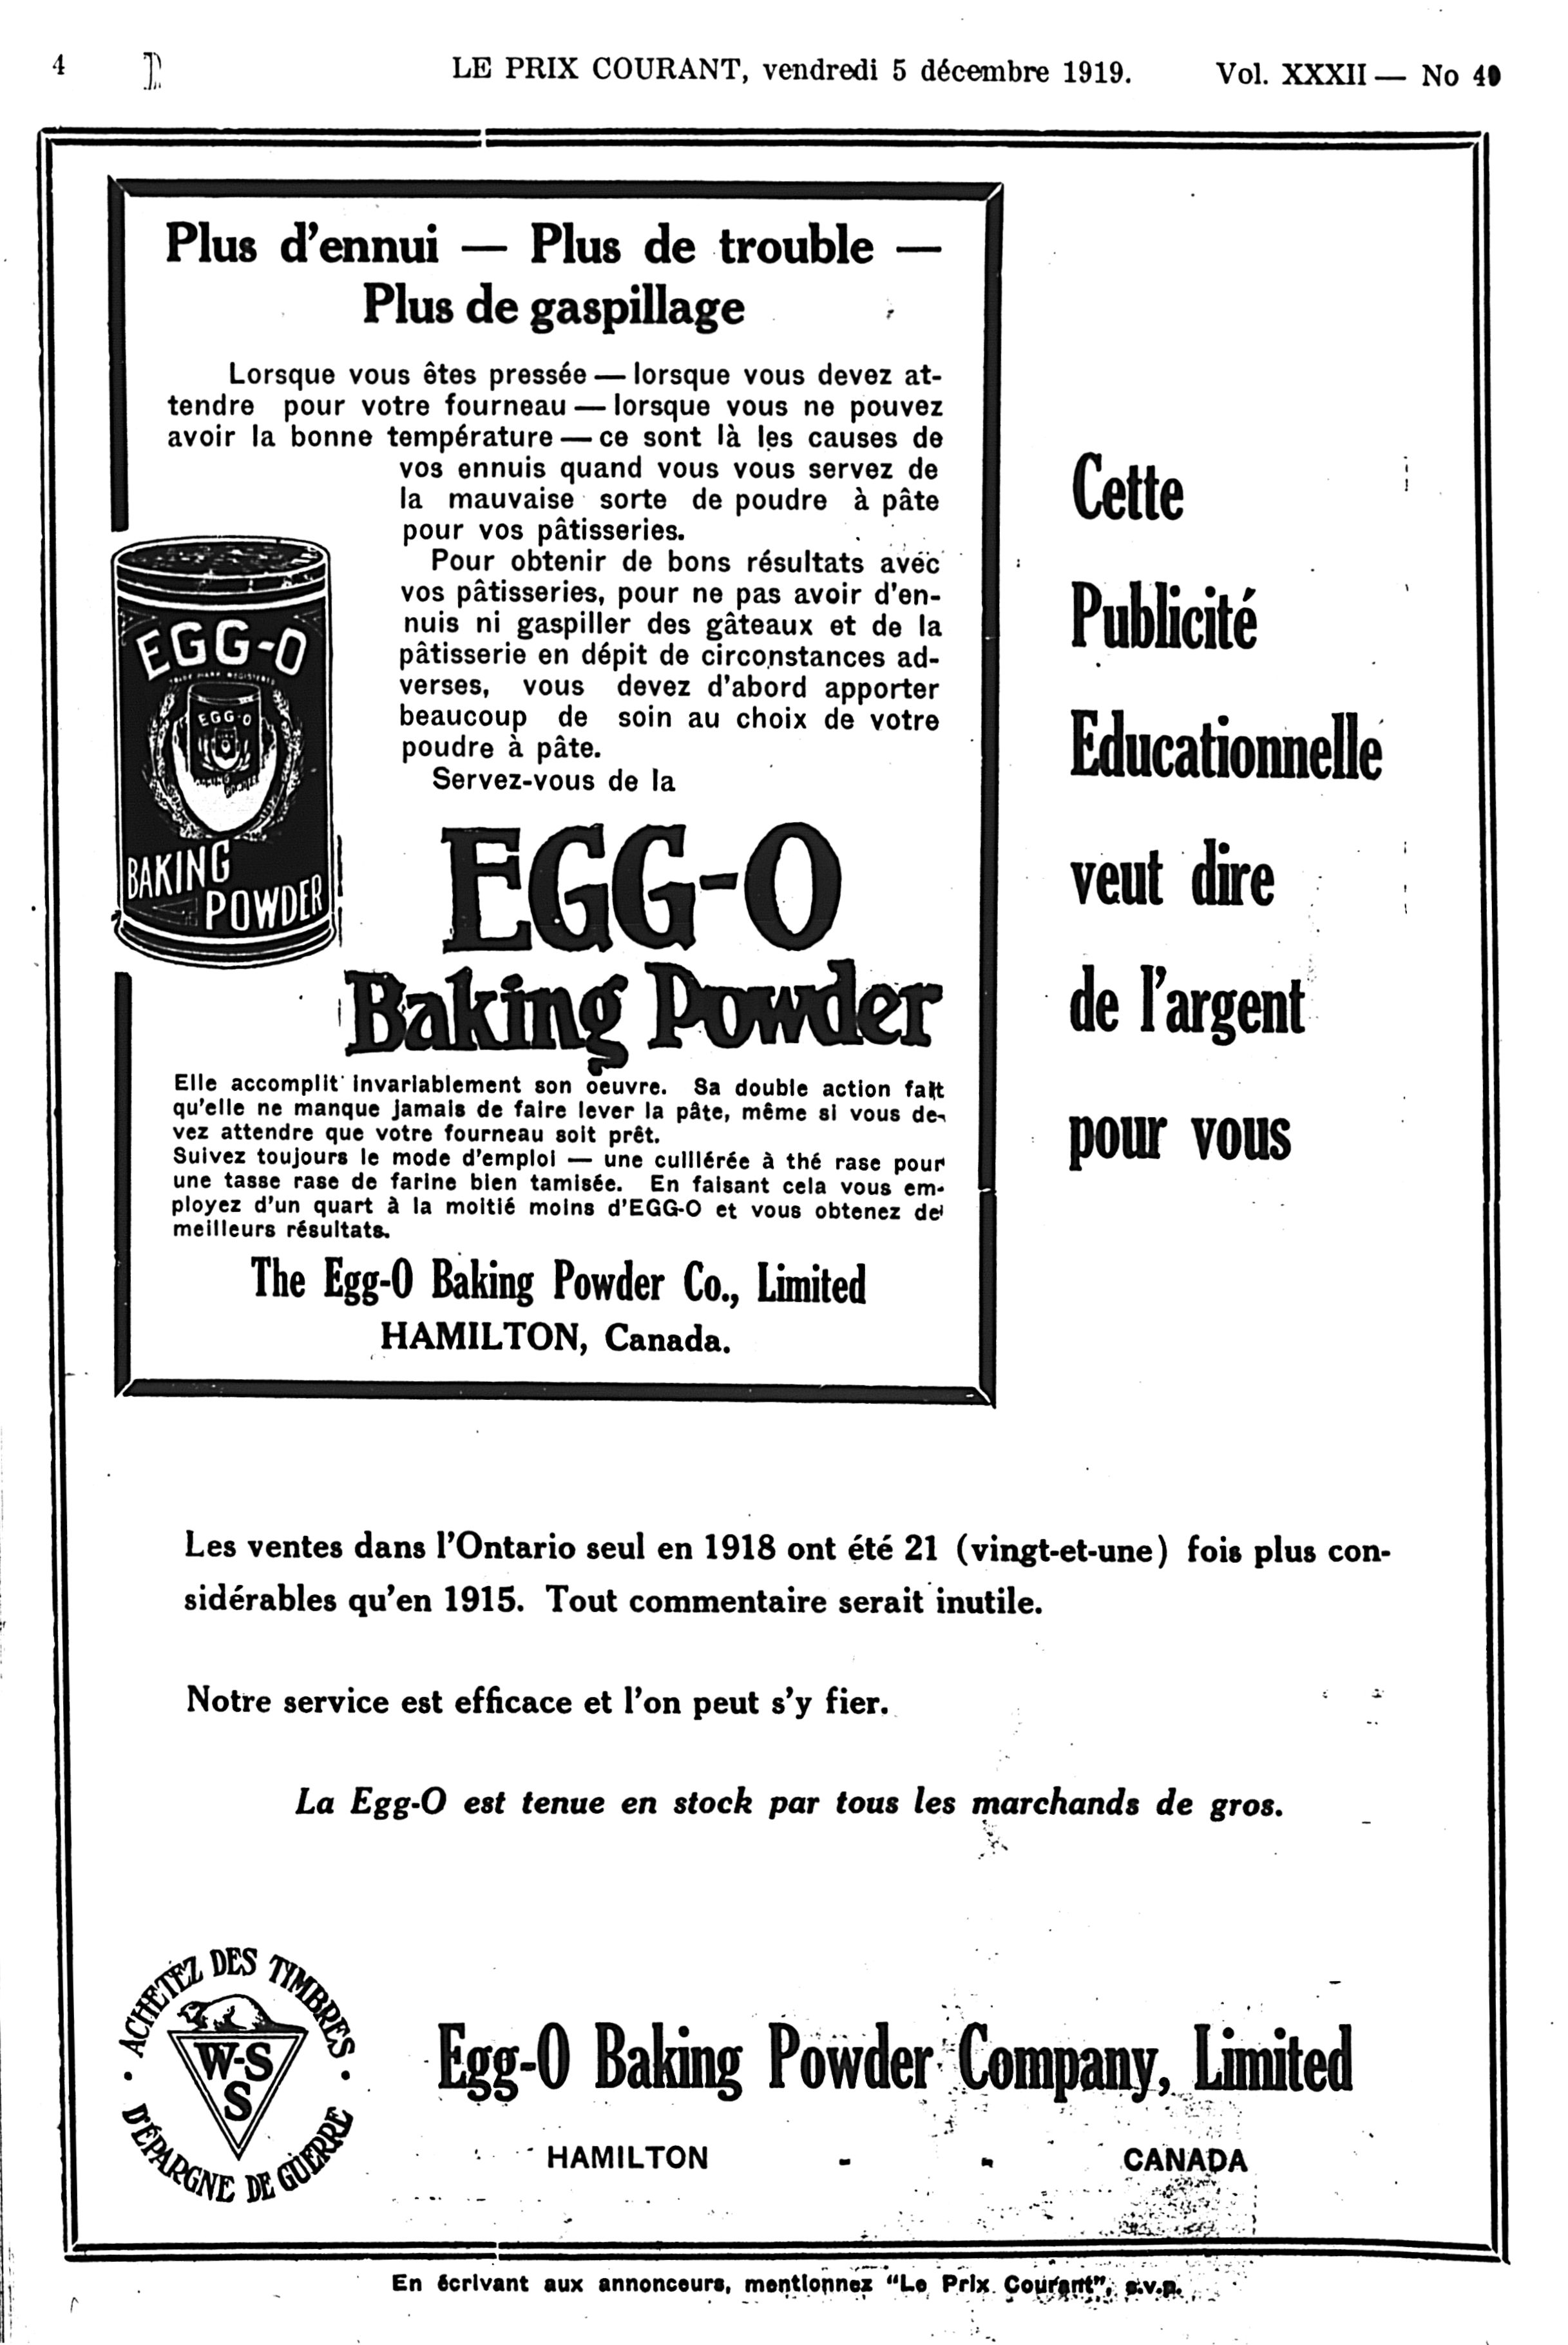 4
LE PRIX COURANT, vendredi 5 décembre 1919.
Vol. XXXII — No 49
Plus d'ennui — Plus de trouble —
Plus de gaspillage
Lorsque vous êtes pressée — lorsque vous devez at-
tendre pour votre fourneau — lorsque vous ne pouvez
avoir la bonne température — ce sont là les causes de
vos ennuis quand vous vous servez de
la mauvaise sorte de poudre à pâte
pour vos pâtisseries.
Pour obtenir de bons résultats avec
vos pâtisseries, pour ne pas avoir d'en-
nuis ni gaspiller des gâteaux et de la
pâtisserie en dépit de circonstances ad-
verses, vous devez d'abord apporter
beaucoup de soin au choix de votre
poudre à pâte.
Servez-vous de la
EGG-O
TRADE MARK REGISTERED
EGG-O
BAKING
POWDER
EGG-O
Baking Powder
Elle accomplit invariablement son oeuvre. Sa double action fait
qu'elle ne manque jamais de faire lever la pâte, même si vous de-
vez attendre que votre fourneau soit prêt.
Suivez toujours le mode d'emploi — une cuillérée à thé rase pour
une tasse rase de farine bien tamisée. En faisant cela vous em-
ployez d'un quart à la moitié moins d'EGG-O et vous obtenez de
meilleurs résultats.
The Egg-O Baking Powder Co., Limited
HAMILTON, Canada.
Cette
Publicité
Educationnelle
veut dire
de l'argent
pour vous
Les ventes dans l'Ontario seul en 1918 ont été 21 (vingt-et-une) fois plus con-
sidérables qu'en 1915. Tout commentaire serait inutile.
Notre service est efficace et l'on peut s'y fier.
La Egg-O est tenue en stock par tous les marchands de gros.
ACHETEZ DES TIMBRES
W-S
S
D'ÉPARGNE DE GUERRE
Egg-O Baking Powder Company, Limited
HAMILTON - - CANADA
En écrivant aux annonceurs, mentionnez "Le Prix Courant", s.v.p.